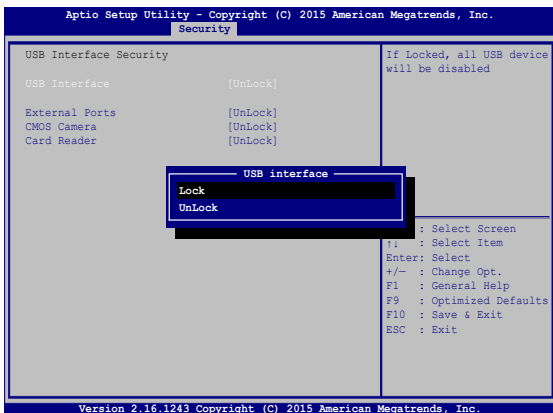 Aptio Setup Utility - Copyright (C) 2015 American Megatrends, Inc.
Security
USB Interface Security
USB Interface [UnLock]
External Ports [UnLock]
CMOS Camera [UnLock]
Card Reader [UnLock]
USB interface
Lock
UnLock
If Locked, all USB device
will be disabled
: Select Screen
↑↓ : Select Item
Enter: Select
+/— : Change Opt.
F1 : General Help
F9 : Optimized Defaults
F10 : Save & Exit
ESC : Exit
Version 2.16.1243 Copyright (C) 2015 American Megatrends, Inc.